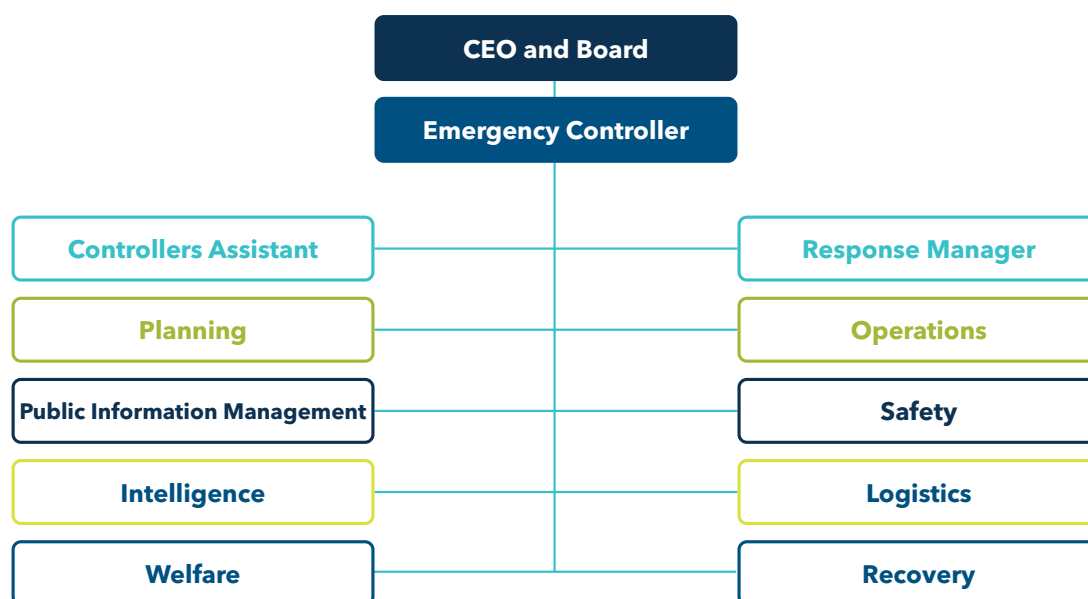 CEO and Board
Emergency Controller
Controllers Assistant
Response Manager
Planning
Operations
Public Information Management
Safety
Intelligence
Logistics
Welfare
Recovery